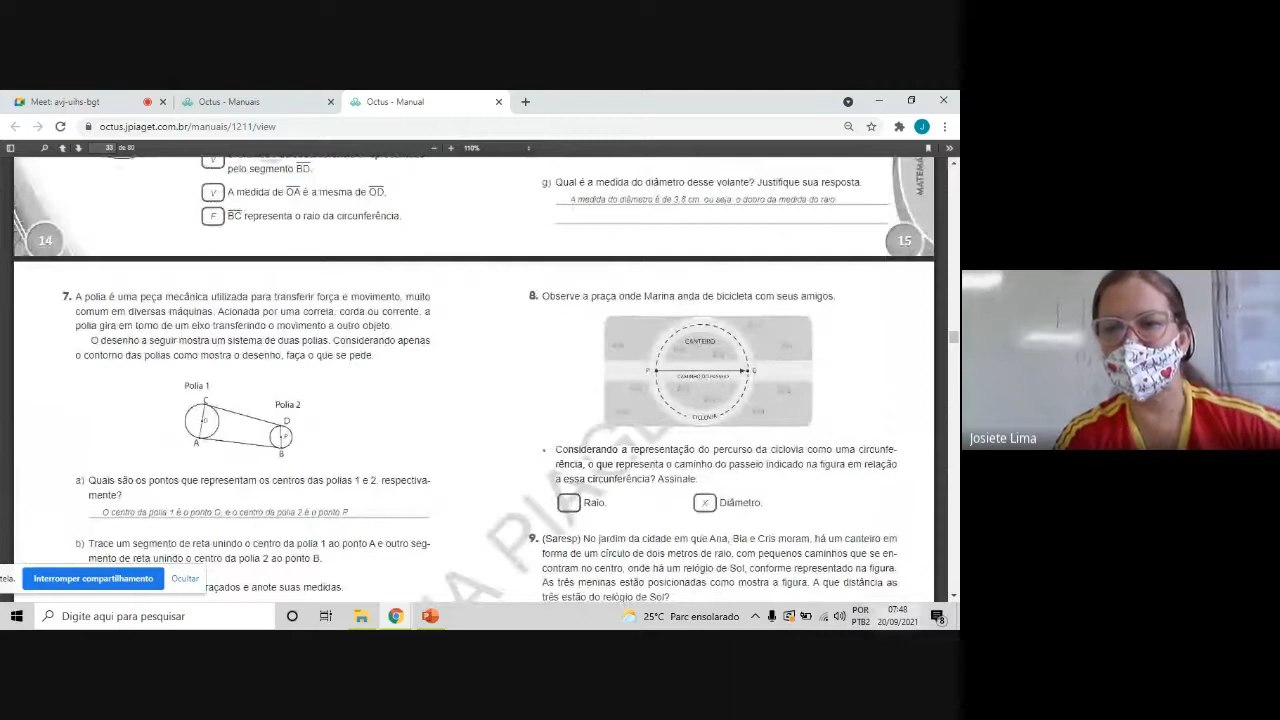 Meet: avj-uihs-bgt
Octus - Manuais
Octus - Manual
octus.jpiaget.com.br/manuais/1211/view
33 de 80
110%
V
pelo segmento BD.
V A medida de OA é a mesma de OD.
F BC representa o raio da circunferência.
14
g) Qual é a medida do diâmetro desse volante? Justifique sua resposta.
A medida do diâmetro é de 3,6 cm, ou seja, o dobro da medida do raio.
MATEMÁ
15
7. A polia é uma peça mecânica utilizada para transferir força e movimento, muito
comum em diversas máquinas. Acionada por uma correia, corda ou corrente, a
polia gira em torno de um eixo transferindo o movimento a outro objeto.
O desenho a seguir mostra um sistema de duas polias. Considerando apenas
o contorno das polias como mostra o desenho, faça o que se pede.
Polia 1
Polia 2
C
D
O
P
A
B
a) Quais são os pontos que representam os centros das polias 1 e 2, respectiva-
mente?
O centro da polia 1 é o ponto O, e o centro da polia 2 é o ponto P.
b) Trace um segmento de reta unindo o centro da polia 1 ao ponto A e outro seg-
mento de reta unindo o centro da polia 2 ao ponto B.
raçados e anote suas medidas.
8. Observe a praça onde Marina anda de bicicleta com seus amigos.
CANTEIRO
CAMINHO DO PASSEIO
CICLOVIA
• Considerando a representação do percurso da ciclovia como uma circunfe-
rência, o que representa o caminho do passeio indicado na figura em relação
a essa circunferência? Assinale.
Raio.
X Diâmetro.
9. (Saresp) No jardim da cidade em que Ana, Bia e Cris moram, há um canteiro em
forma de um círculo de dois metros de raio, com pequenos caminhos que se en-
contram no centro, onde há um relógio de Sol, conforme representado na figura.
As três meninas estão posicionadas como mostra a figura. A que distância as
três estão do relógio de Sol?
IA PIAGE
tela.
Interromper compartilhamento
Ocultar
Digite aqui para pesquisar
25°C Parc ensolarado
POR
PTB2
07:48
20/09/2021
8
J
Josiete Lima